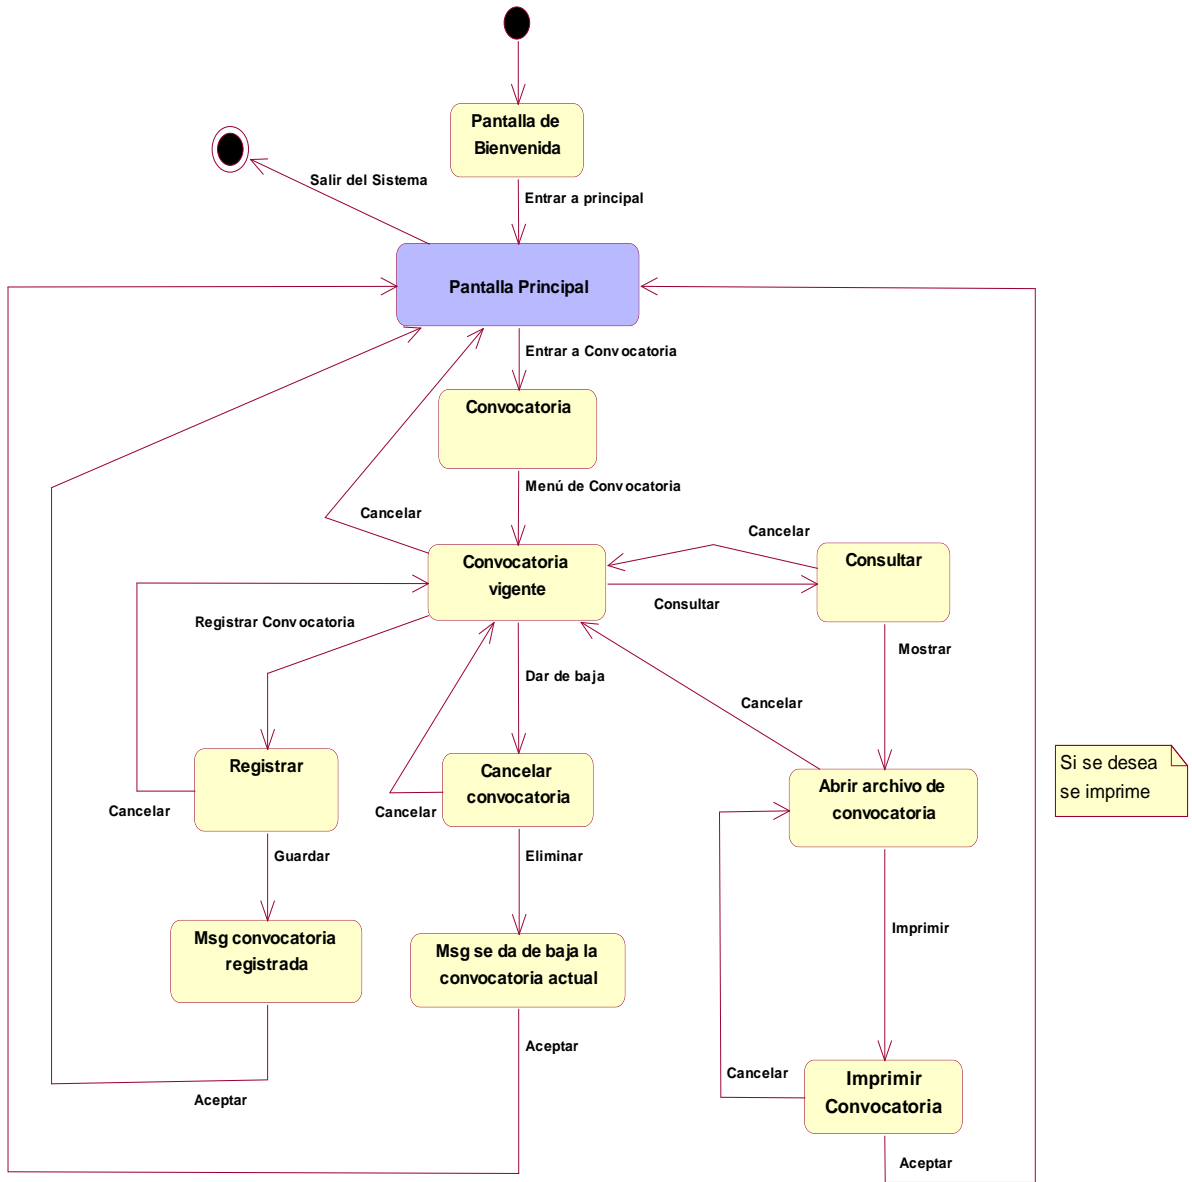 Pantalla de
Bienvenida
Salir del Sistema
Entrar a principal
Pantalla Principal
Entrar a Convocatoria
Convocatoria
Menú de Convocatoria
Cancelar
Cancelar
Convocatoria
vigente
Consultar
Consultar
Registrar Convocatoria
Mostrar
Dar de baja
Cancelar
Registrar
Cancelar
convocatoria
Abrir archivo de
convocatoria
Si se desea
se imprime
Cancelar
Cancelar
Guardar
Eliminar
Imprimir
Msg convocatoria
registrada
Msg se da de baja la
convocatoria actual
Aceptar
Cancelar
Imprimir
Convocatoria
Aceptar
Aceptar